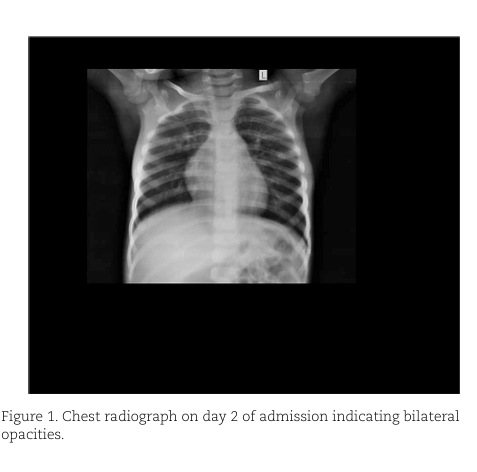 L
Figure 1. Chest radiograph on day 2 of admission indicating bilateral
opacities.